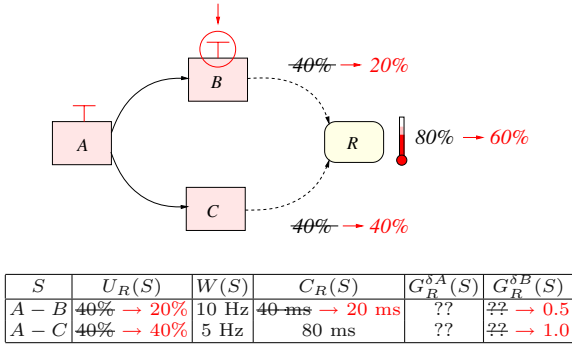 B
40% → 20%
A
R
80% → 60%
C
40% → 40%
S U_R(S) W(S) C_R(S) G_R^{δA}(S) G_R^{δB}(S)
A − B 40% → 20% 10 Hz 40 ms → 20 ms ?? ?? → 0.5
A − C 40% → 40% 5 Hz 80 ms ?? ?? → 1.0